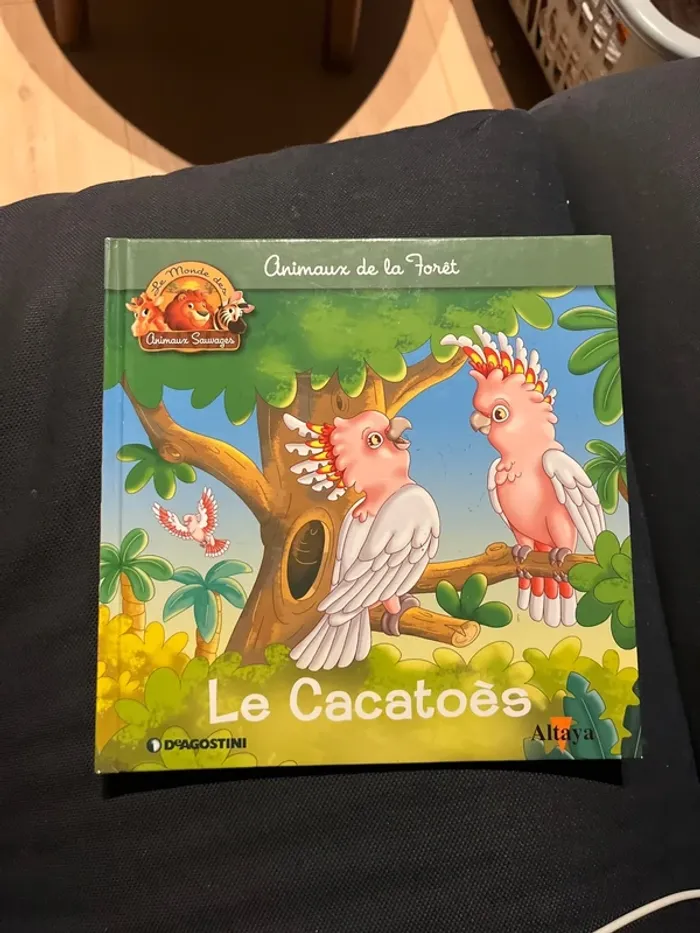 Animaux de la Forêt
Le Monde des
Animaux Sauvages
Le Cacatoès
DeAGOSTINI
Altaya